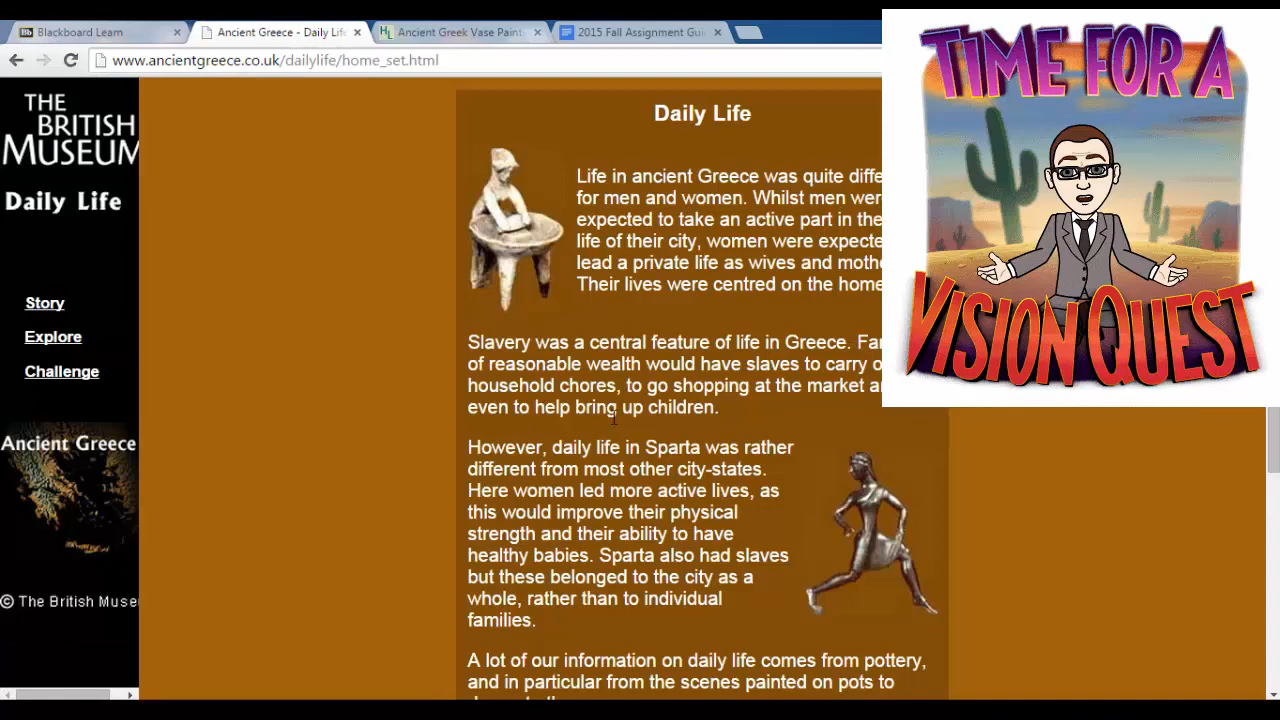 Blackboard Learn
Ancient Greece - Daily Life
Ancient Greek Vase Paint
2015 Fall Assignment Gui
www.ancientgreece.co.uk/dailylife/home_set.html
THE
BRITISH
MUSEUM
Daily Life
Story
Explore
Challenge
Ancient Greece
© The British Museu
Daily Life
Life in ancient Greece was quite diffe
for men and women. Whilst men wer
expected to take an active part in the
life of their city, women were expecte
lead a private life as wives and mothe
Their lives were centred on the home
Slavery was a central feature of life in Greece. Fam
of reasonable wealth would have slaves to carry o
household chores, to go shopping at the market an
even to help bring up children.
However, daily life in Sparta was rather
different from most other city-states.
Here women led more active lives, as
this would improve their physical
strength and their ability to have
healthy babies. Sparta also had slaves
but these belonged to the city as a
whole, rather than to individual
families.
A lot of our information on daily life comes from pottery,
and in particular from the scenes painted on pots to
TIME FOR A
VISION QUEST